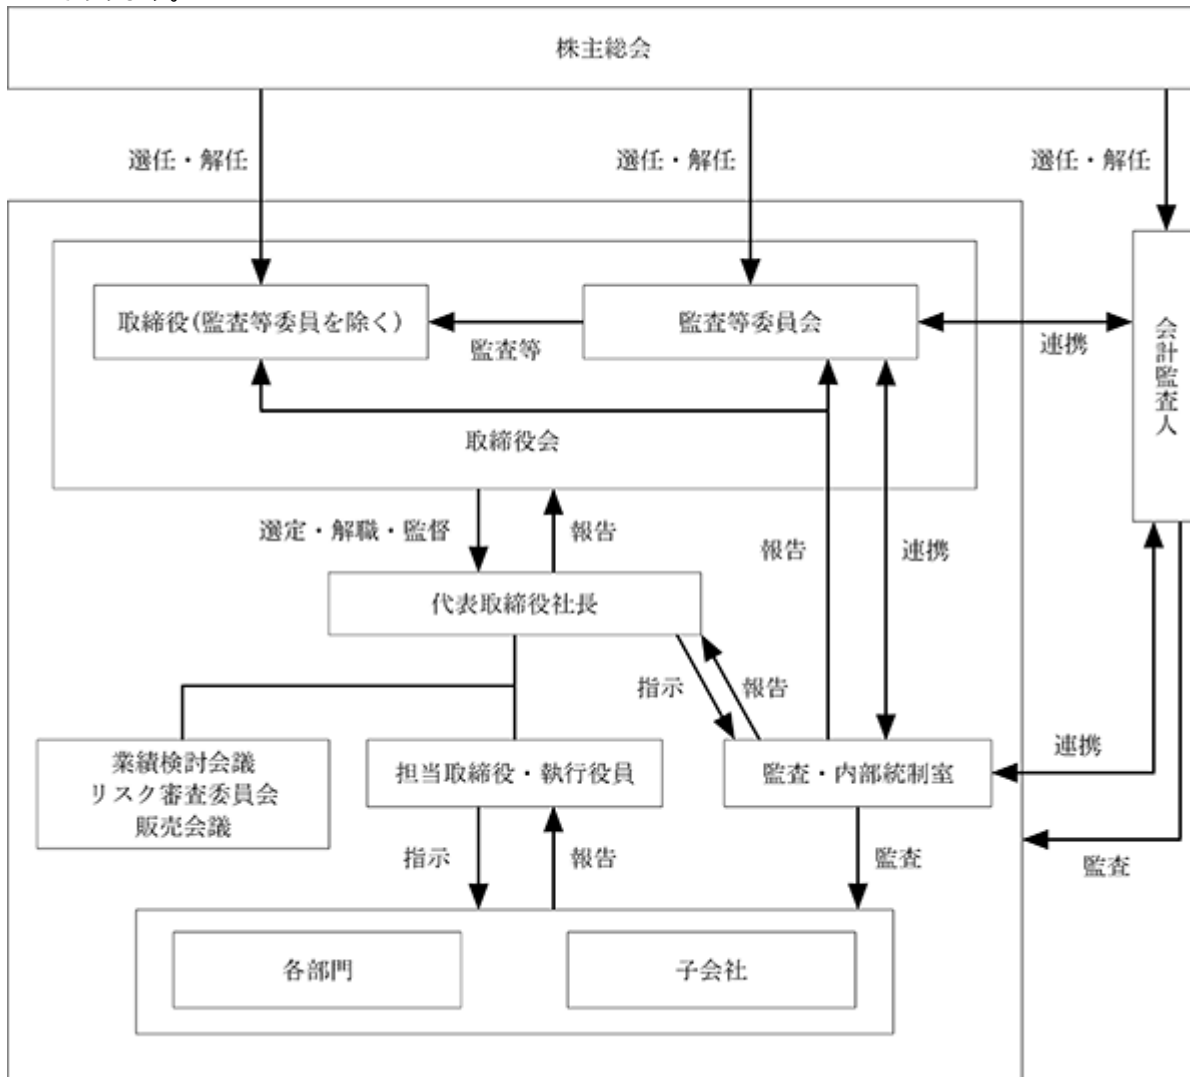 株主総会
選任・解任
選任・解任
選任・解任
取締役(監査等委員を除く)
監査等
監査等委員会
連携
会計監査人
取締役会
選定・解職・監督
報告
報告
連携
代表取締役社長
指示
報告
業績検討会議
リスク審査委員会
販売会議
担当取締役・執行役員
監査・内部統制室
連携
指示
報告
監査
監査
各部門
子会社